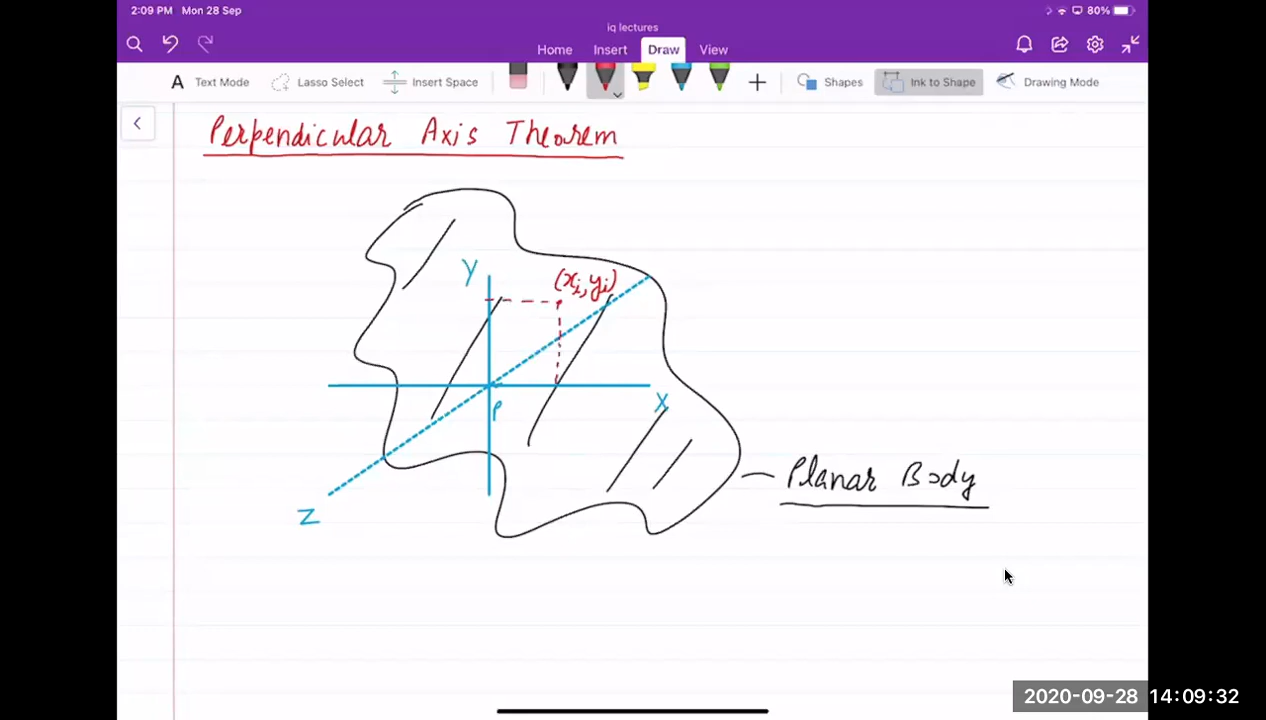 2:09 PM Mon 28 Sep
80%
iq lectures
Home Insert Draw View
Text Mode Lasso Select Insert Space Shapes Ink to Shape Drawing Mode
Perpendicular Axis Theorem
Y
(xi, yi)
P
X
Z
Planar Body
2020-09-28 14:09:32